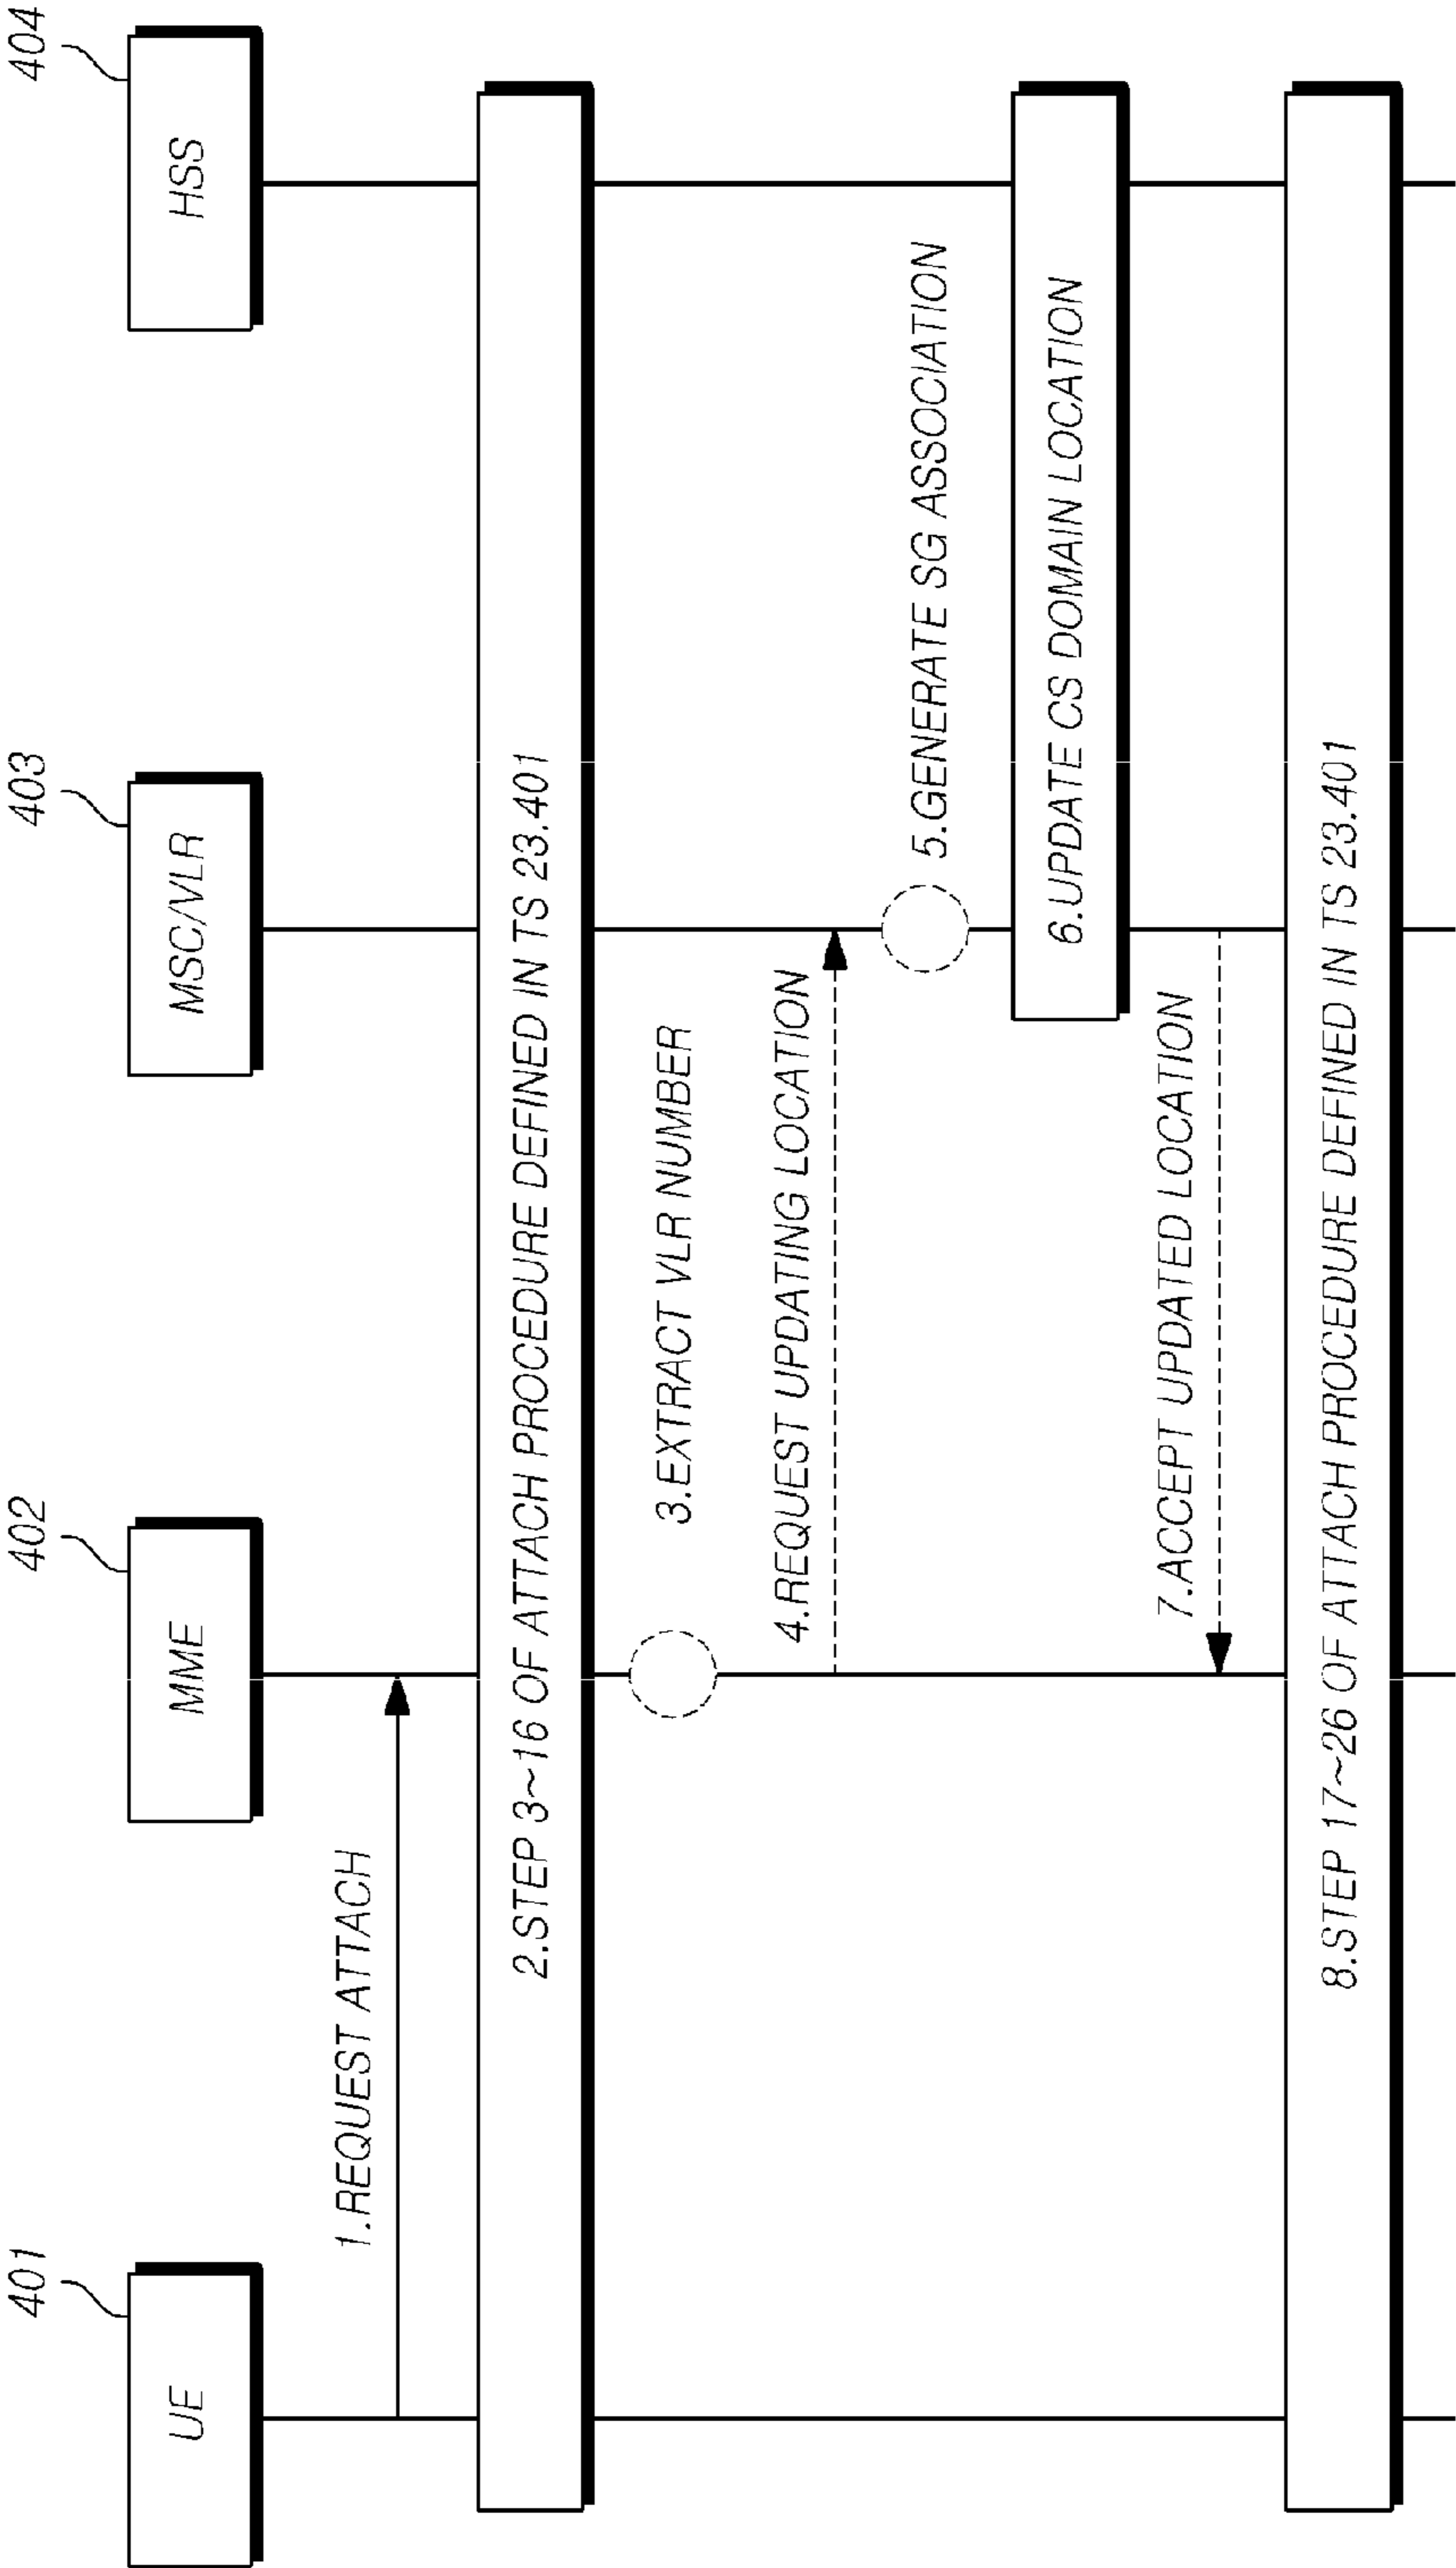 401
402
403
404
UE
MME
MSC/VLR
HSS
1.REQUEST ATTACH
2.STEP 3~16 OF ATTACH PROCEDURE DEFINED IN TS 23.401
3.EXTRACT VLR NUMBER
4.REQUEST UPDATING LOCATION
5.GENERATE SG ASSOCIATION
6.UPDATE CS DOMAIN LOCATION
7.ACCEPT UPDATED LOCATION
8.STEP 17~26 OF ATTACH PROCEDURE DEFINED IN TS 23.401